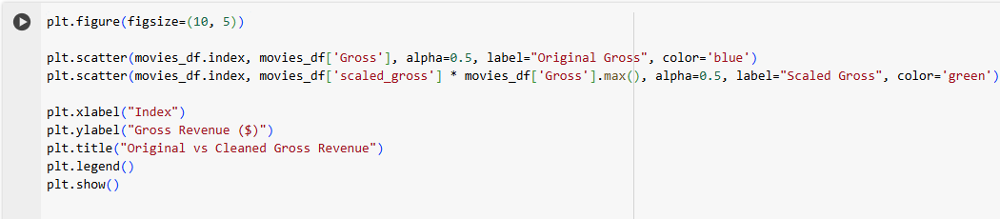 plt.figure(figsize=(10, 5))
plt.scatter(movies_df.index, movies_df['Gross'], alpha=0.5, label="Original Gross", color='blue')
plt.scatter(movies_df.index, movies_df['scaled_gross'] * movies_df['Gross'].max(), alpha=0.5, label="Scaled Gross", color='green')
plt.xlabel("Index")
plt.ylabel("Gross Revenue ($)")
plt.title("Original vs Cleaned Gross Revenue")
plt.legend()
plt.show()